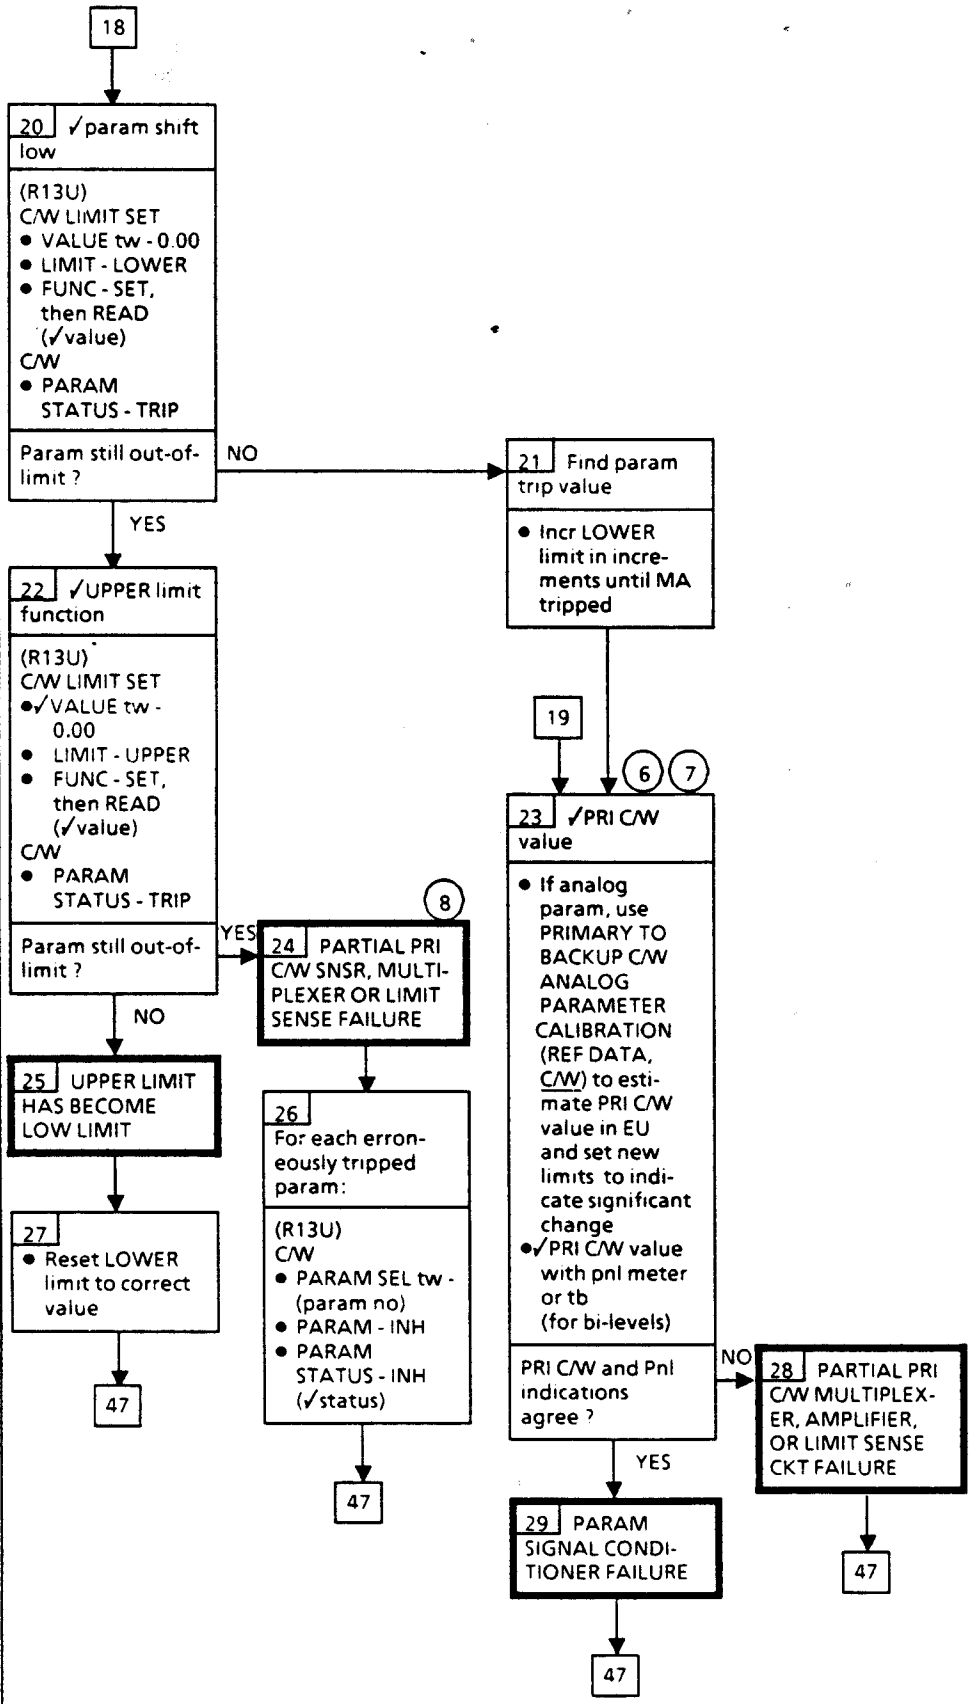 18
20 ✓param shift
low
(R13U)
C/W LIMIT SET
● VALUE tw - 0.00
● LIMIT - LOWER
● FUNC - SET,
then READ
(✓value)
C/W
● PARAM
STATUS - TRIP
Param still out-of-
limit ?
NO
YES
21 Find param
trip value
● Incr LOWER
limit in incre-
ments until MA
tripped
22 ✓UPPER limit
function
(R13U)
C/W LIMIT SET
●✓VALUE tw -
0.00
● LIMIT - UPPER
● FUNC - SET,
then READ
(✓value)
C/W
● PARAM
STATUS - TRIP
Param still out-of-
limit ?
YES
NO
19
6 7
23 ✓PRI C/W
value
● If analog
param, use
PRIMARY TO
BACKUP C/W
ANALOG
PARAMETER
CALIBRATION
(REF DATA,
C/W) to esti-
mate PRI C/W
value in EU
and set new
limits to indi-
cate significant
change
●✓PRI C/W value
with pnl meter
or tb
(for bi-levels)
PRI C/W and Pnl
indications
agree ?
NO
YES
8
24 PARTIAL PRI
C/W SNSR, MULTI-
PLEXER OR LIMIT
SENSE FAILURE
25 UPPER LIMIT
HAS BECOME
LOW LIMIT
26
For each erron-
eously tripped
param:
(R13U)
C/W
● PARAM SEL tw -
(param no)
● PARAM - INH
● PARAM
STATUS - INH
(✓status)
47
27
● Reset LOWER
limit to correct
value
47
28 PARTIAL PRI
C/W MULTIPLEX-
ER, AMPLIFIER,
OR LIMIT SENSE
CKT FAILURE
47
29 PARAM
SIGNAL CONDI-
TIONER FAILURE
47